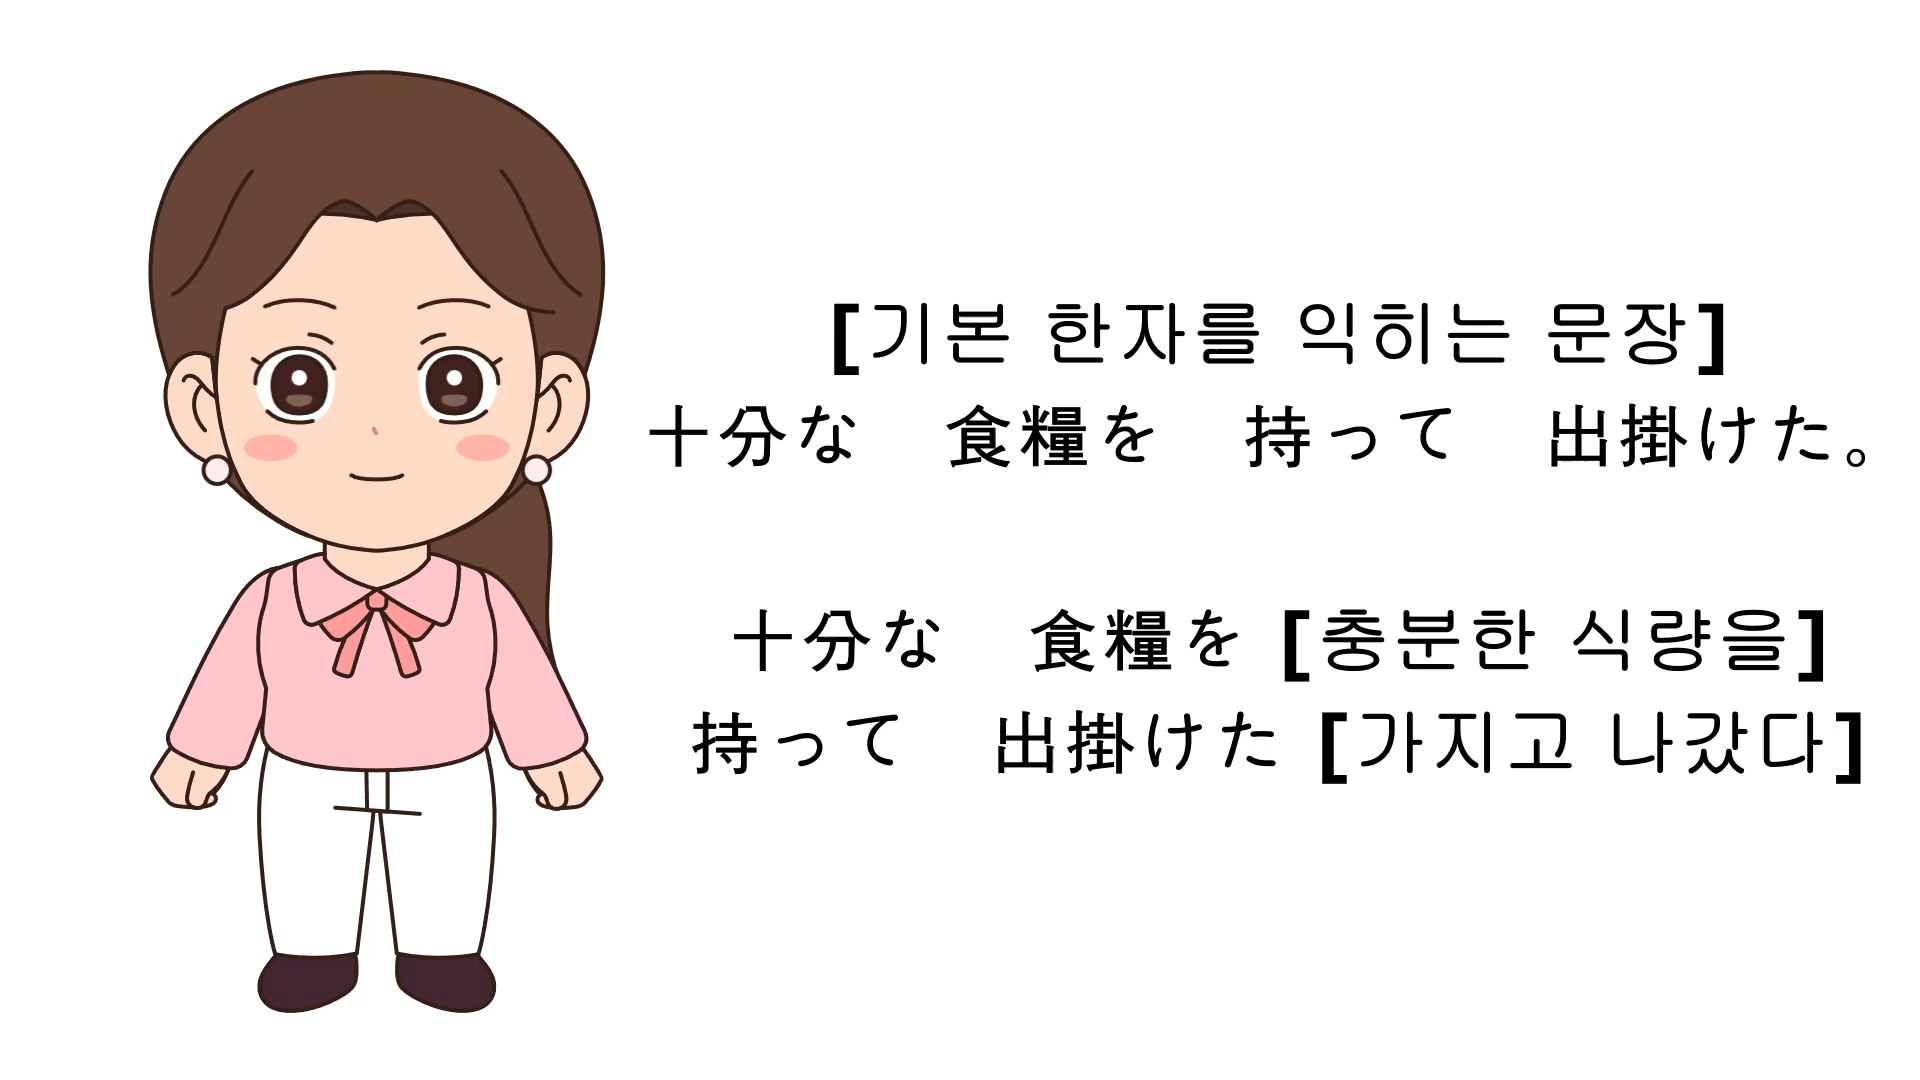 [기본 한자를 익히는 문장]
十分な　食糧を　持って　出掛けた。
十分な　食糧を [충분한 식량을]
持って　出掛けた [가지고 나갔다]